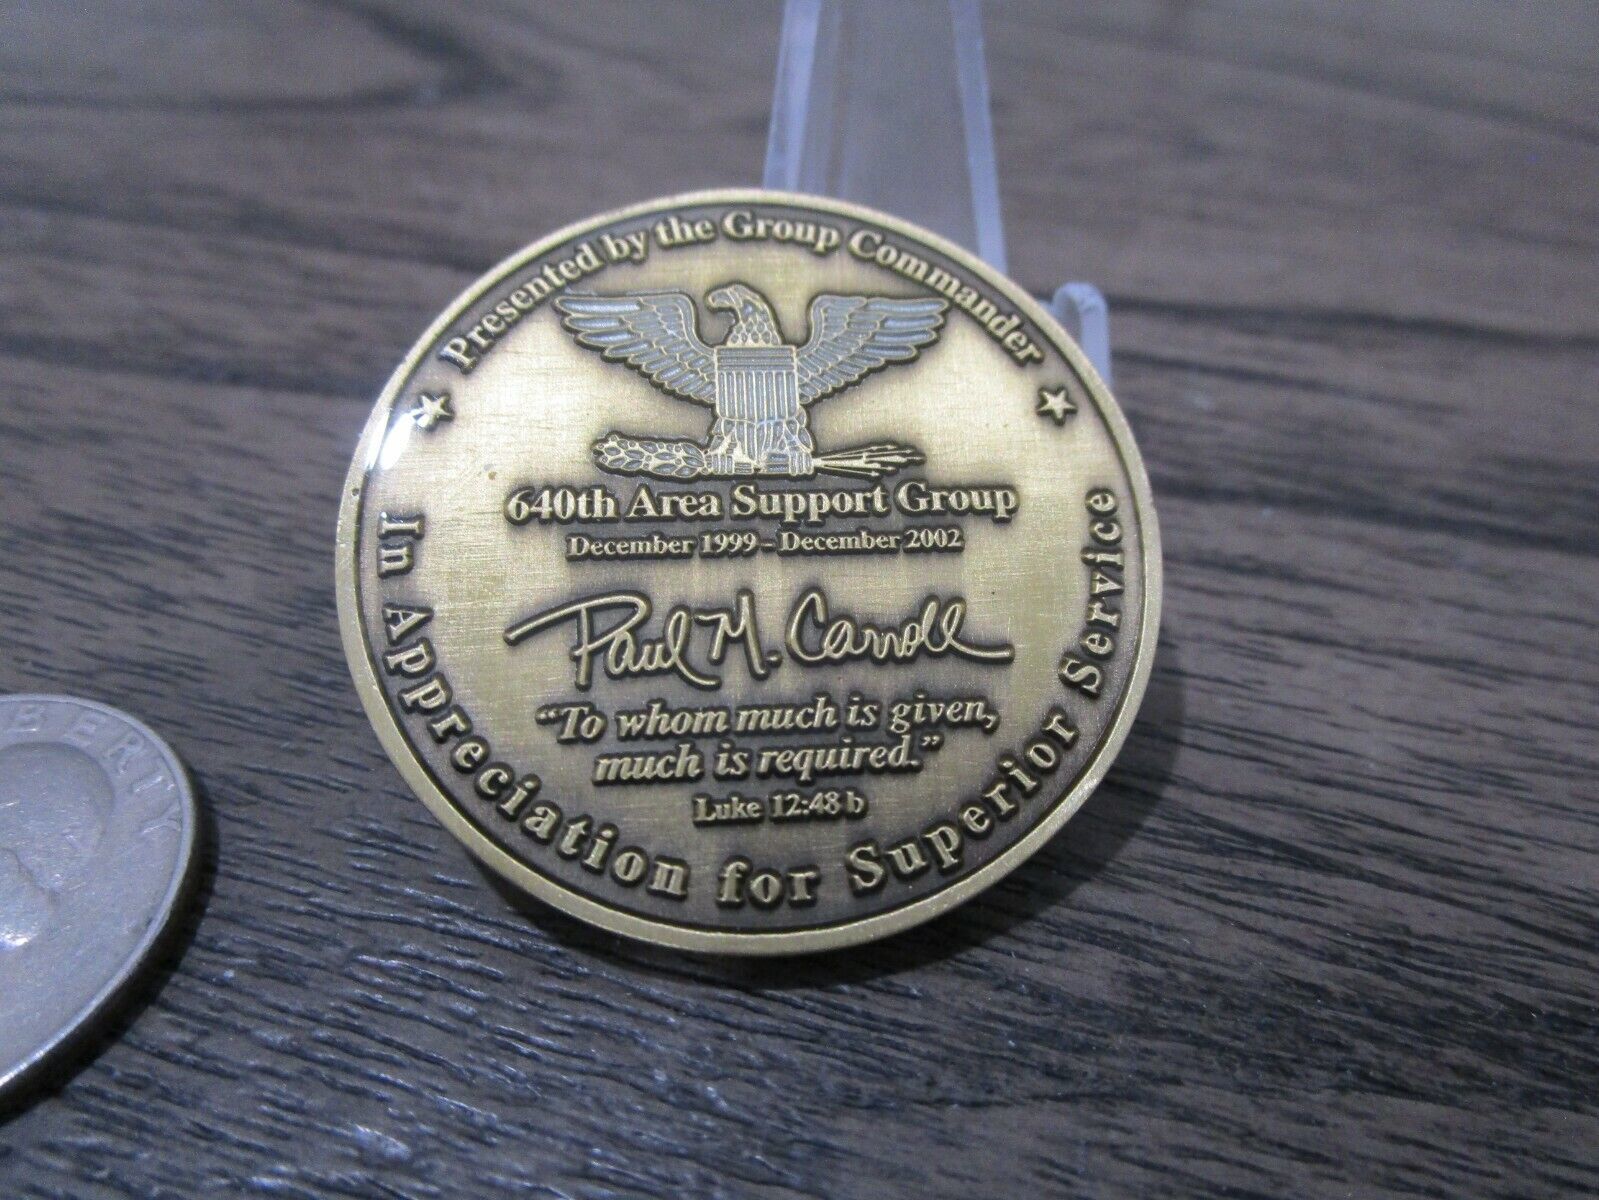 Presented by the Group Commander
640th Area Support Group
December 1999 - December 2002
Paul M. Carroll
"To whom much is given,
much is required."
Luke 12:48 b
In Appreciation for Superior Service